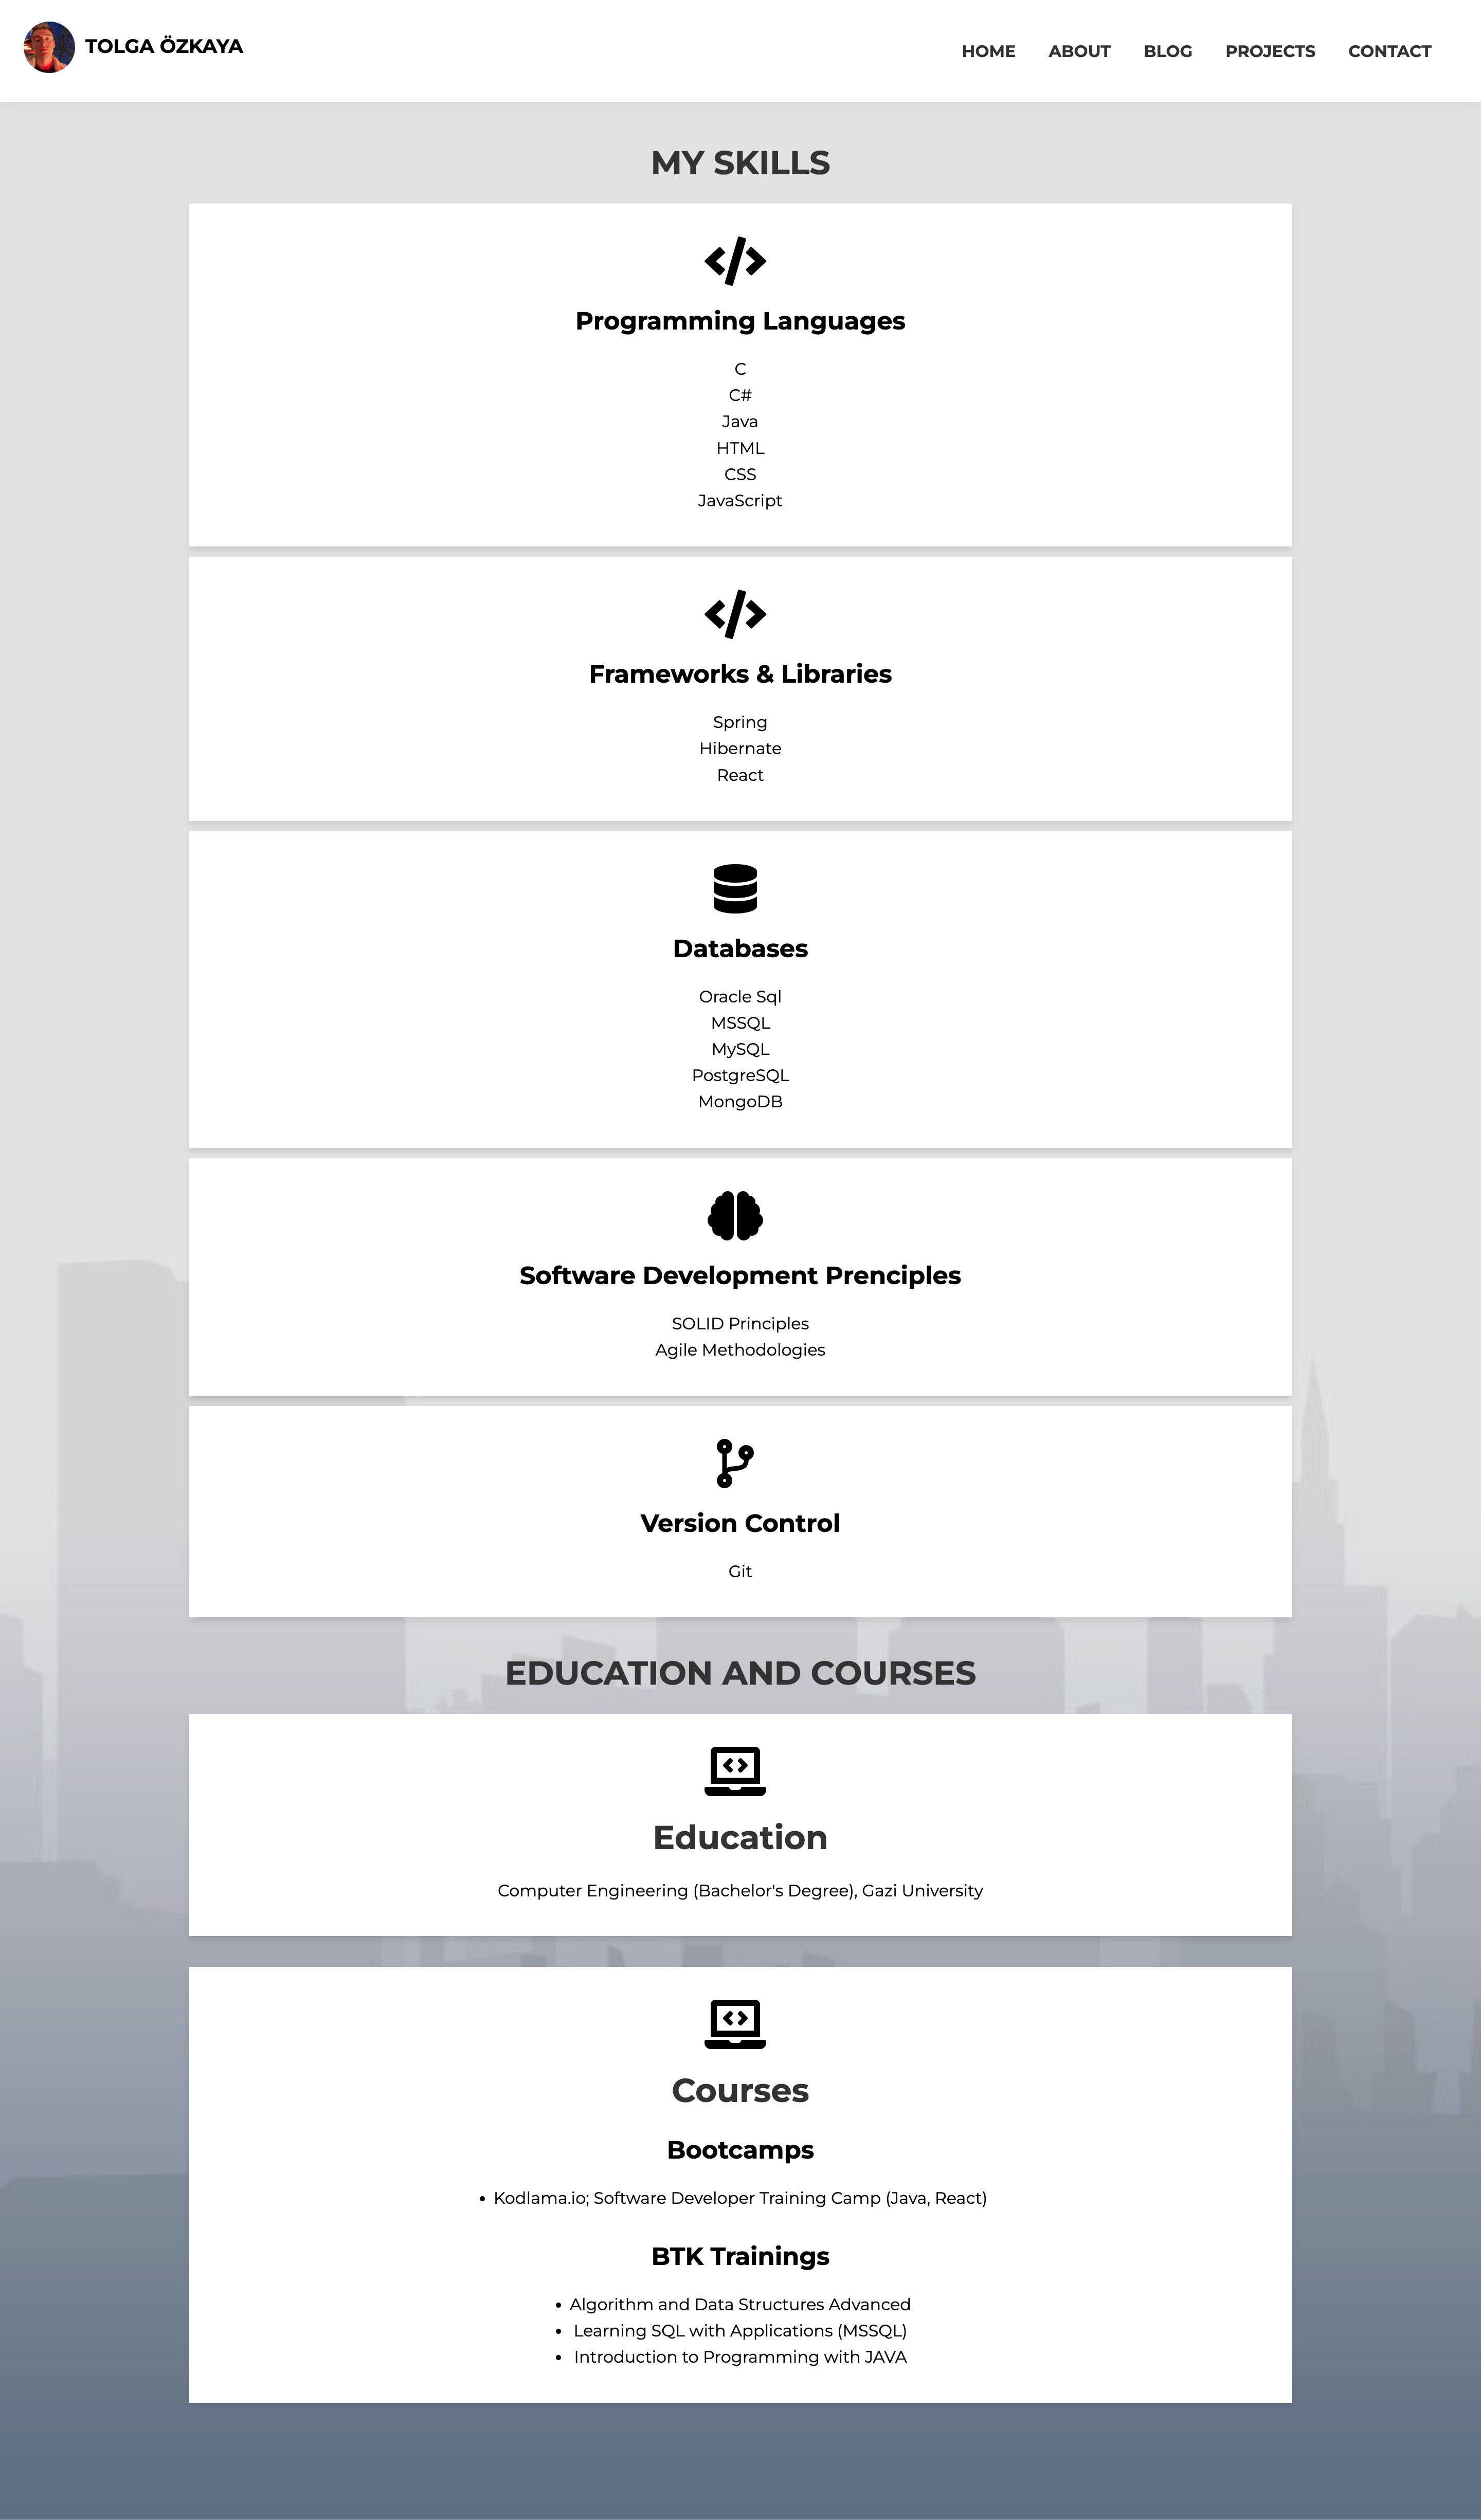 TOLGA ÖZKAYA
HOME ABOUT BLOG PROJECTS CONTACT
MY SKILLS
Programming Languages
C
C#
Java
HTML
CSS
JavaScript
Frameworks & Libraries
Spring
Hibernate
React
Databases
Oracle Sql
MSSQL
MySQL
PostgreSQL
MongoDB
Software Development Prenciples
SOLID Principles
Agile Methodologies
Version Control
Git
EDUCATION AND COURSES
Education
Computer Engineering (Bachelor's Degree), Gazi University
Courses
Bootcamps
• Kodlama.io; Software Developer Training Camp (Java, React)
BTK Trainings
• Algorithm and Data Structures Advanced
• Learning SQL with Applications (MSSQL)
• Introduction to Programming with JAVA